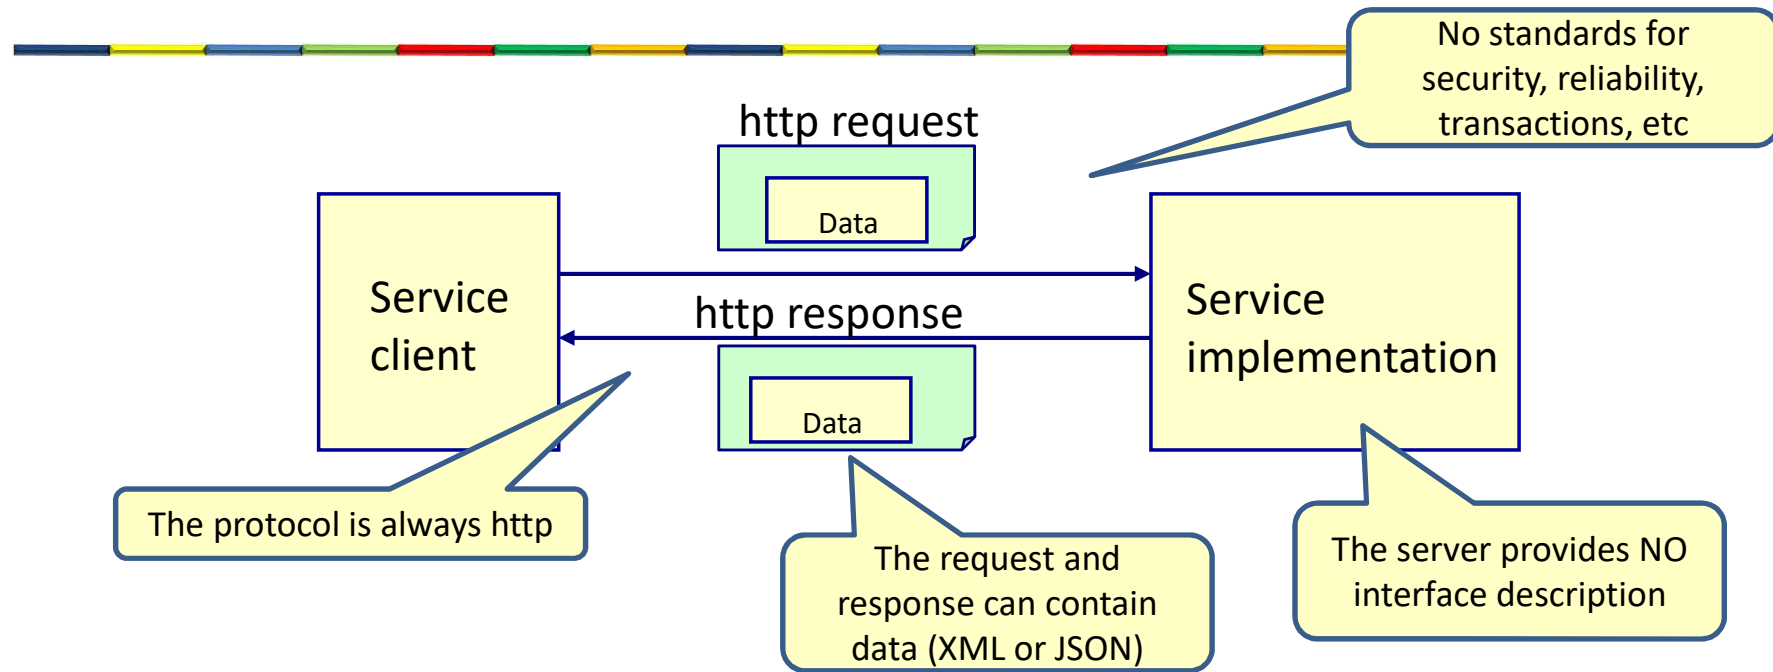 No standards for
security, reliability,
transactions, etc
http request
Data
Service
client
http response
Service
implementation
Data
The protocol is always http
The request and
response can contain
data (XML or JSON)
The server provides NO
interface description